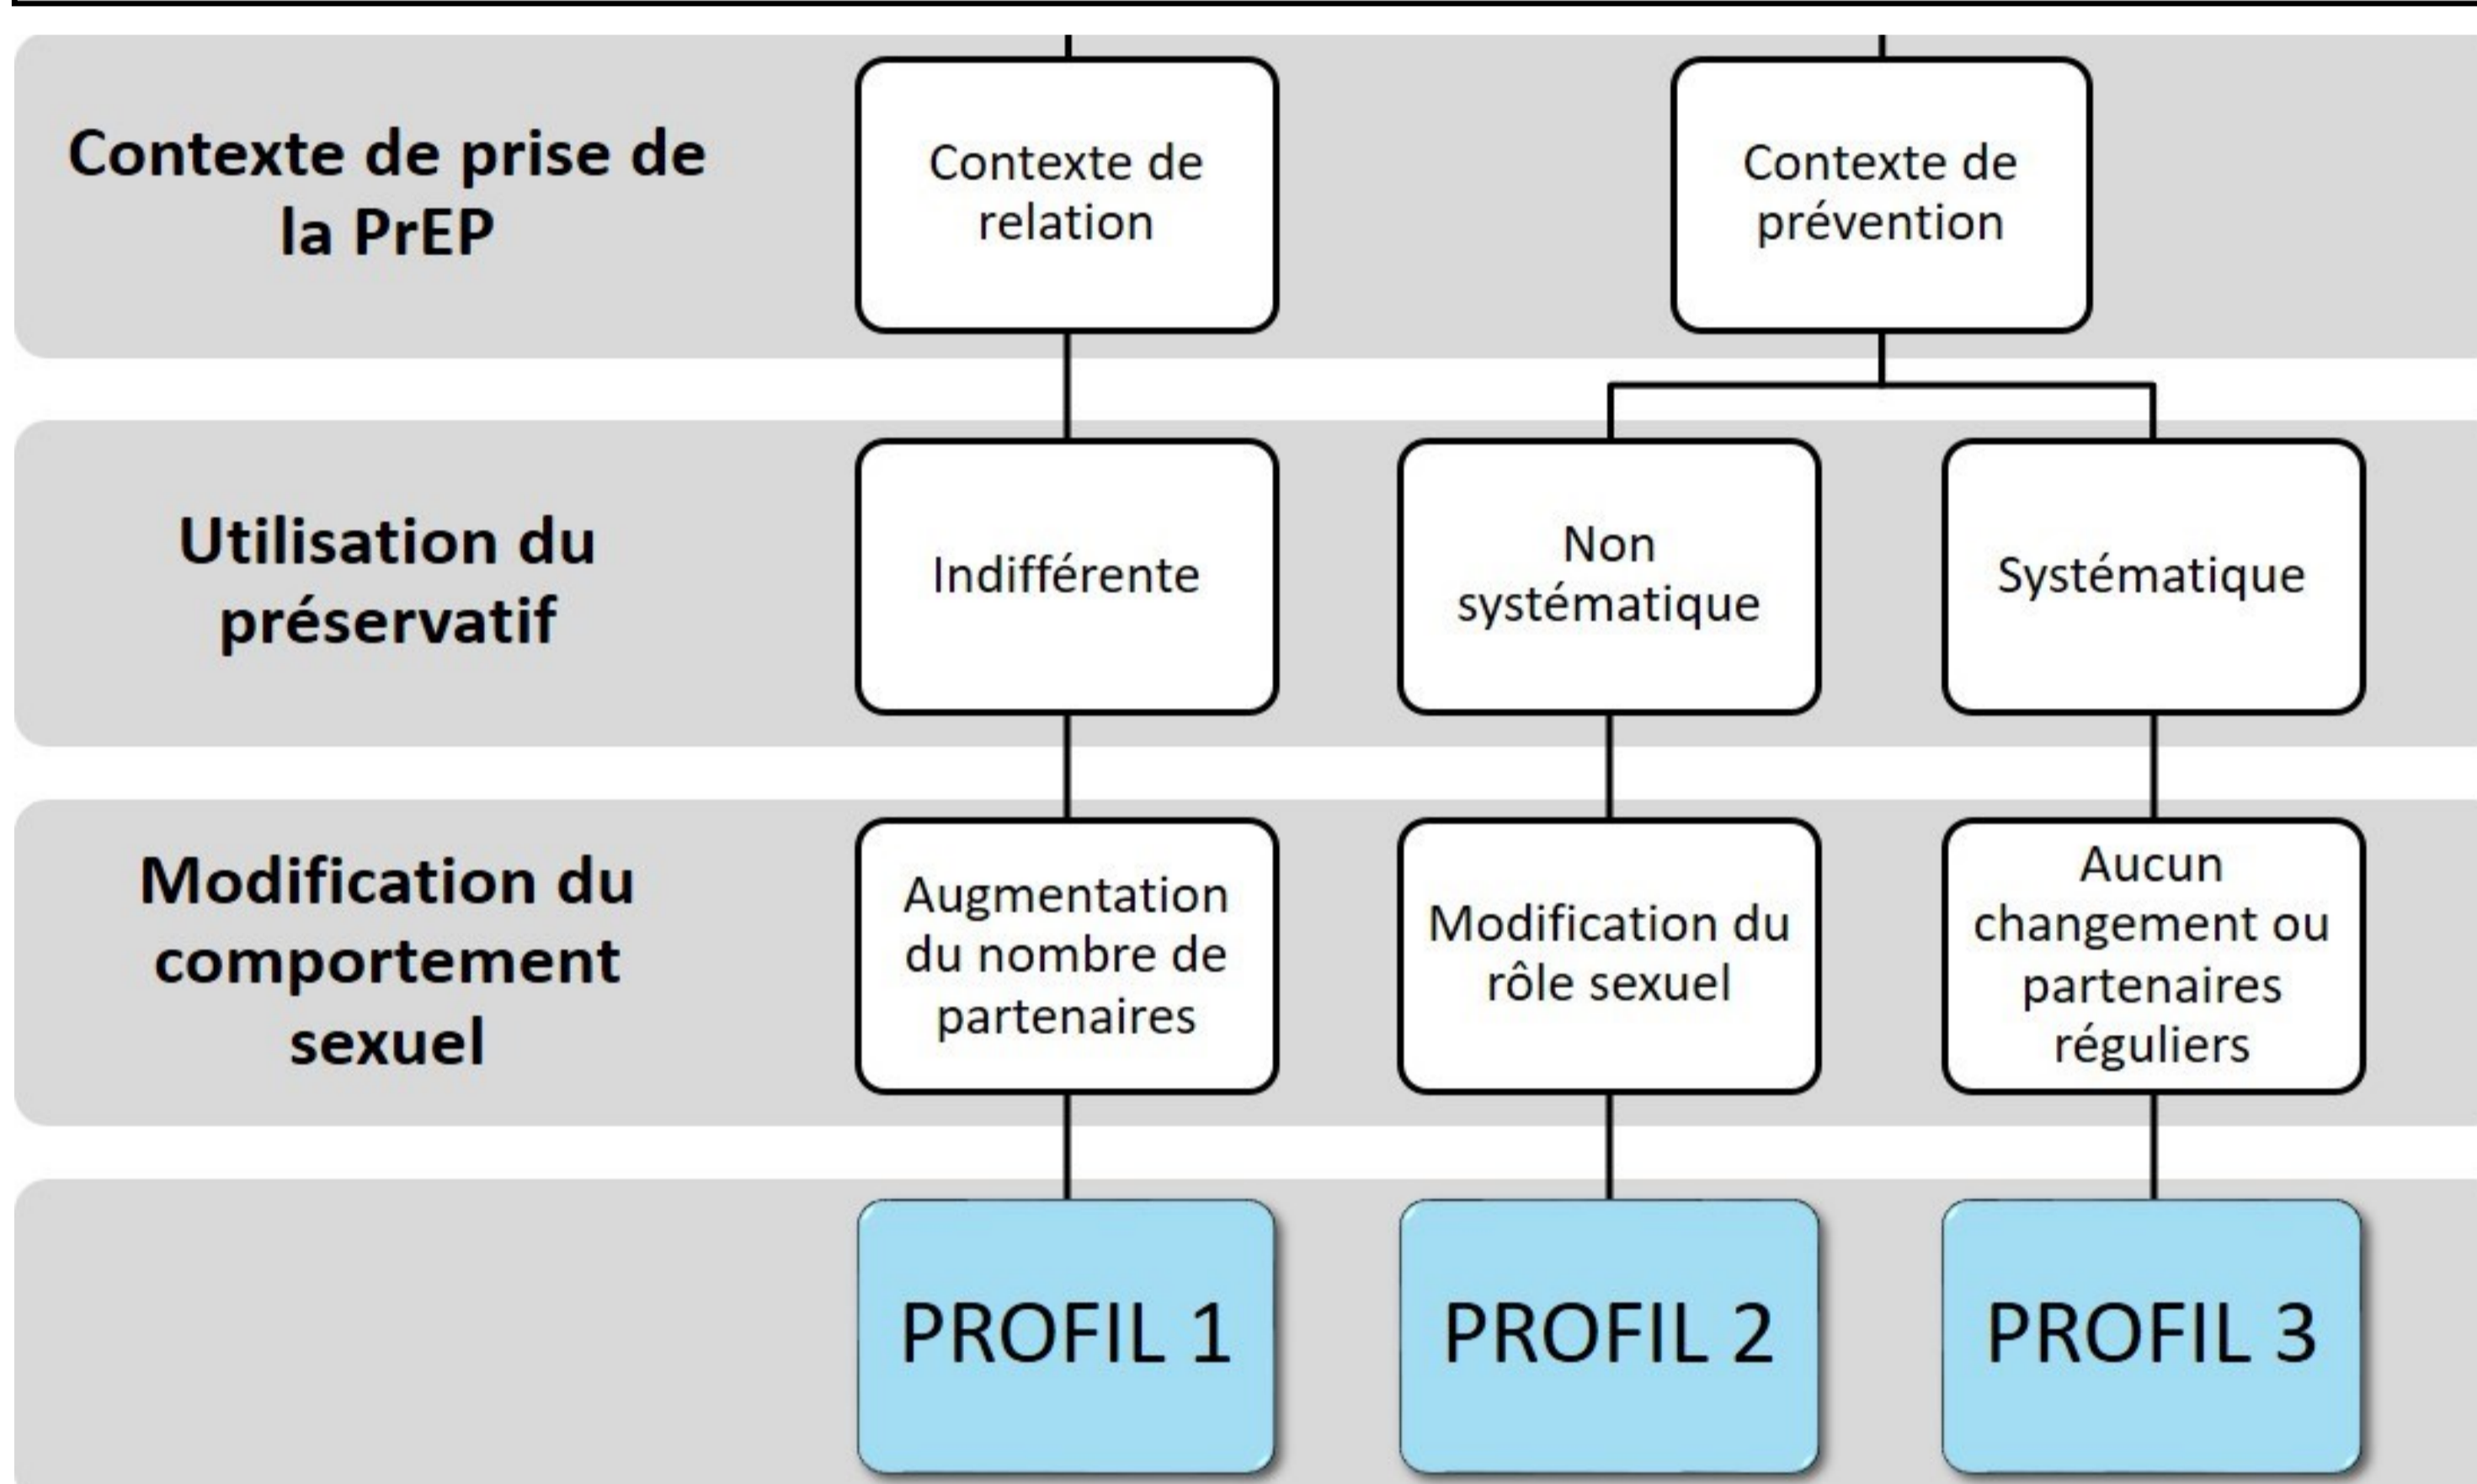 Contexte de prise de
la PrEP
Contexte de
relation
Contexte de
prévention
Utilisation du
préservatif
Indifférente
Non
systématique
Systématique
Modification du
comportement
sexuel
Augmentation
du nombre de
partenaires
Modification du
rôle sexuel
Aucun
changement ou
partenaires
réguliers
PROFIL 1
PROFIL 2
PROFIL 3